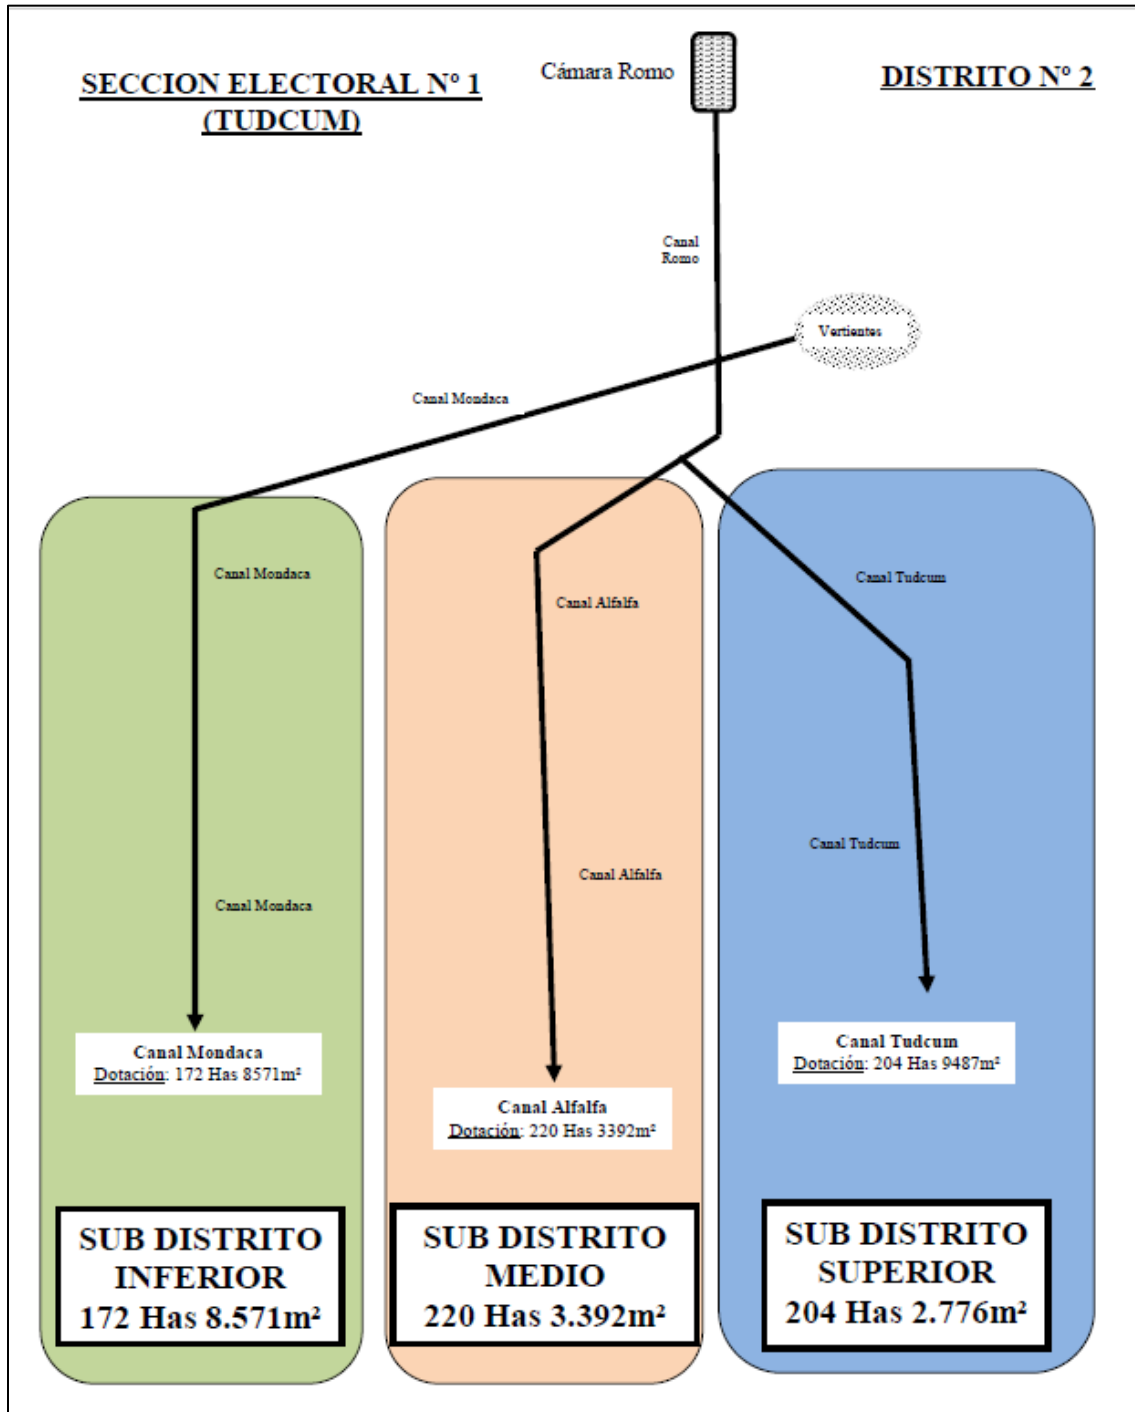 SECCION ELECTORAL Nº 1
(TUDCUM)
Cámara Romo
DISTRITO Nº 2
Canal
Romo
Vertientes
Canal Mondaca
Canal Mondaca
Canal Alfalfa
Canal Tudcum
Canal Tudcum
Canal Alfalfa
Canal Mondaca
Canal Mondaca
Dotación: 172 Has 8571m²
Canal Alfalfa
Dotación: 220 Has 3392m²
Canal Tudcum
Dotación: 204 Has 9487m²
SUB DISTRITO
INFERIOR
172 Has 8.571m²
SUB DISTRITO
MEDIO
220 Has 3.392m²
SUB DISTRITO
SUPERIOR
204 Has 2.776m²